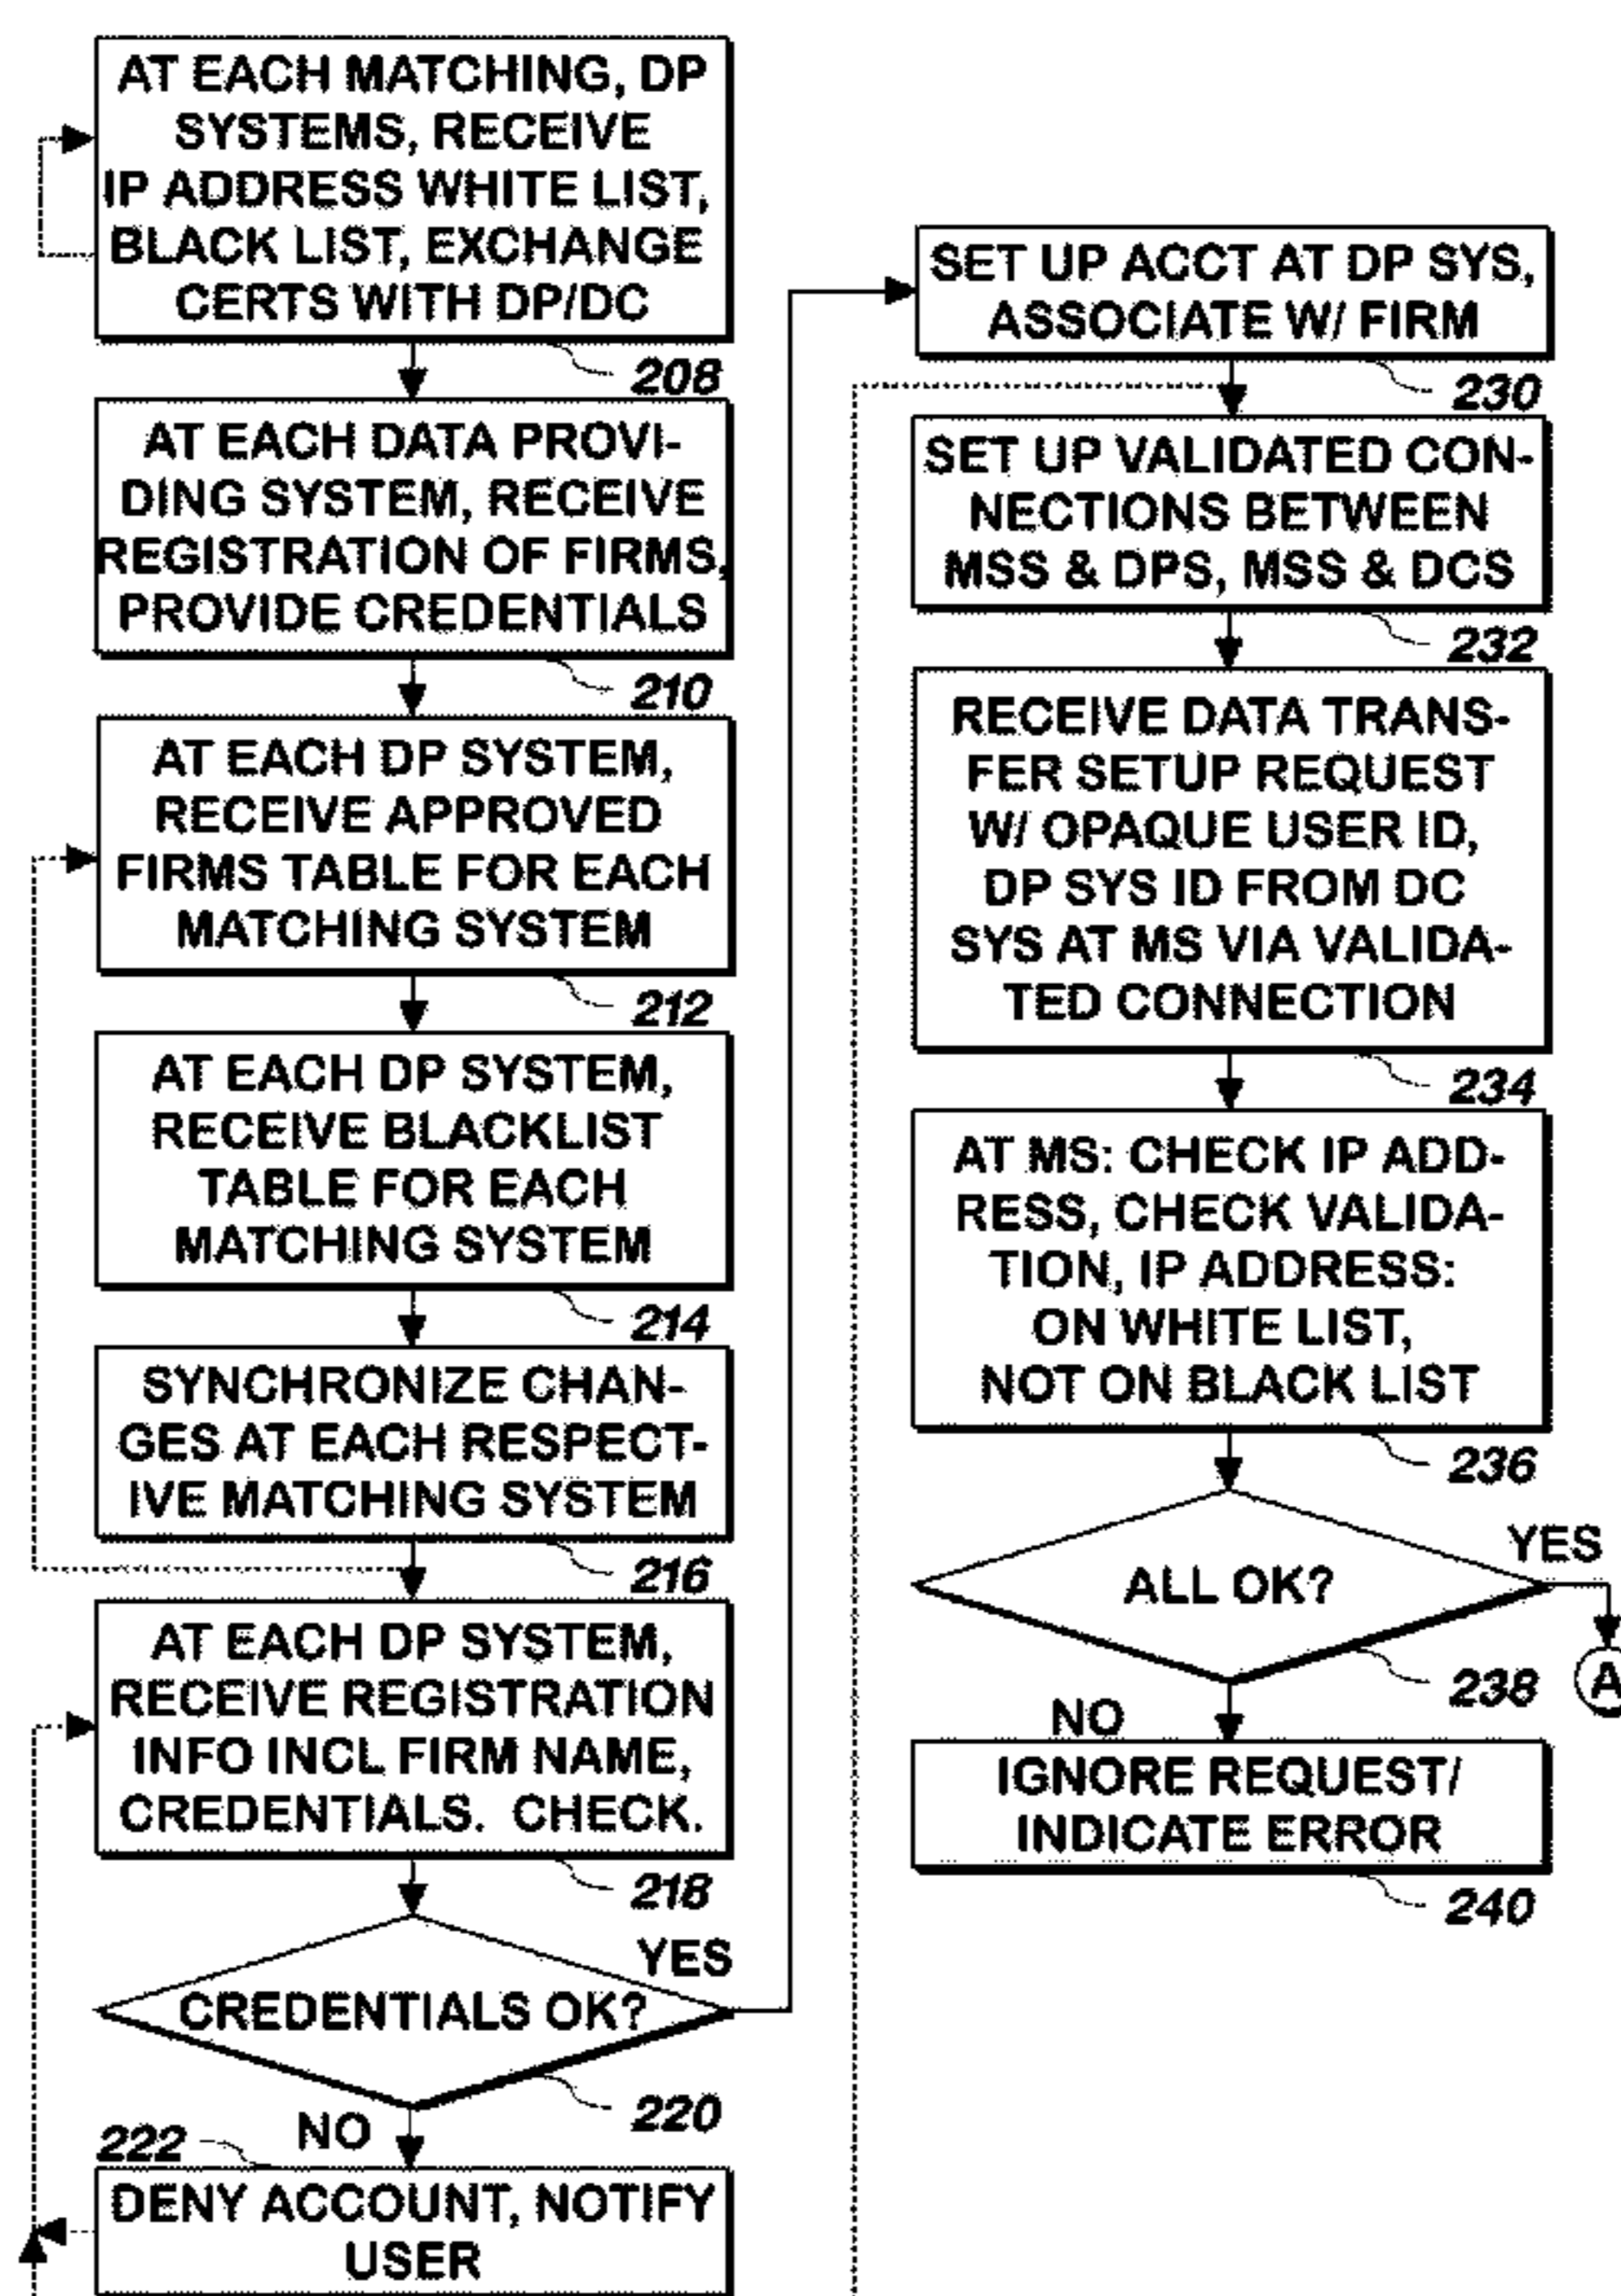 AT EACH MATCHING, DP
SYSTEMS, RECEIVE
IP ADDRESS WHITE LIST,
BLACK LIST, EXCHANGE
CERTS WITH DP/DC
208
AT EACH DATA PROVI-
DING SYSTEM, RECEIVE
REGISTRATION OF FIRMS,
PROVIDE CREDENTIALS
210
AT EACH DP SYSTEM,
RECEIVE APPROVED
FIRMS TABLE FOR EACH
MATCHING SYSTEM
212
AT EACH DP SYSTEM,
RECEIVE BLACKLIST
TABLE FOR EACH
MATCHING SYSTEM
214
SYNCHRONIZE CHAN-
GES AT EACH RESPECT-
IVE MATCHING SYSTEM
216
AT EACH DP SYSTEM,
RECEIVE REGISTRATION
INFO INCL FIRM NAME,
CREDENTIALS. CHECK.
218
YES
CREDENTIALS OK?
220
NO
222
DENY ACCOUNT, NOTIFY
USER
SET UP ACCT AT DP SYS,
ASSOCIATE W/ FIRM
230
SET UP VALIDATED CON-
NECTIONS BETWEEN
MSS & DPS, MSS & DCS
232
RECEIVE DATA TRANS-
FER SETUP REQUEST
W/ OPAQUE USER ID,
DP SYS ID FROM DC
SYS AT MS VIA VALIDA-
TED CONNECTION
234
AT MS: CHECK IP ADD-
RESS, CHECK VALIDA-
TION, IP ADDRESS:
ON WHITE LIST,
NOT ON BLACK LIST
236
YES
ALL OK?
238
A
NO
IGNORE REQUEST/
INDICATE ERROR
240